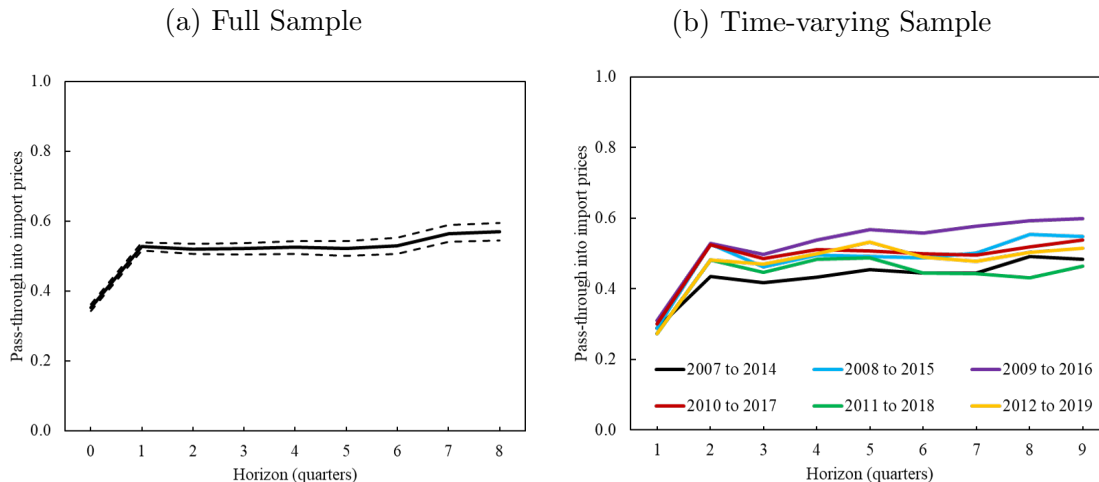 (a) Full Sample
1.0
0.8
0.6
0.4
0.2
0.0
Pass-through into import prices
0 1 2 3 4 5 6 7 8
Horizon (quarters)
(b) Time-varying Sample
1.0
0.8
0.6
0.4
0.2
0.0
Pass-through into import prices
2007 to 2014 2008 to 2015 2009 to 2016
2010 to 2017 2011 to 2018 2012 to 2019
1 2 3 4 5 6 7 8 9
Horizon (quarters)